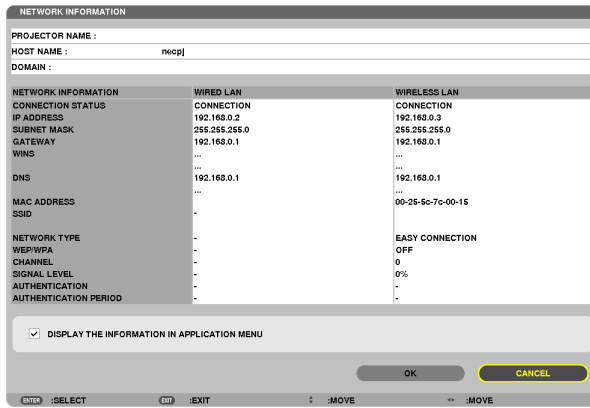 NETWORK INFORMATION
PROJECTOR NAME :
HOST NAME : necpj
DOMAIN :
NETWORK INFORMATION WIRED LAN WIRELESS LAN
CONNECTION STATUS CONNECTION CONNECTION
IP ADDRESS 192.168.0.2 192.168.0.3
SUBNET MASK 255.255.255.0 255.255.255.0
GATEWAY 192.168.0.1 192.168.0.1
WINS ... ...
... ...
DNS 192.168.0.1 192.168.0.1
... ...
MAC ADDRESS 00-25-5c-7c-00-15
SSID -
NETWORK TYPE - EASY CONNECTION
WEP/WPA - OFF
CHANNEL - 0
SIGNAL LEVEL - 0%
AUTHENTICATION - -
AUTHENTICATION PERIOD - -
DISPLAY THE INFORMATION IN APPLICATION MENU
OK CANCEL
ENTER :SELECT EXIT :EXIT :MOVE :MOVE